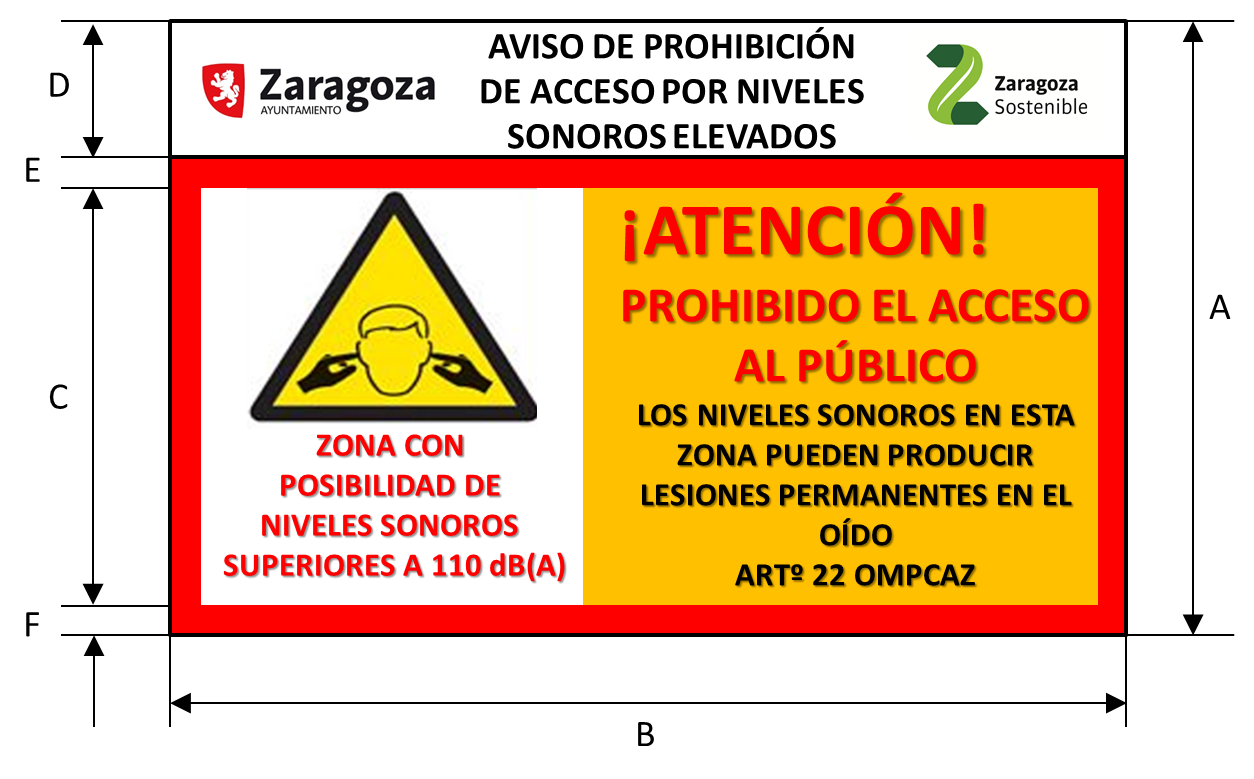 AVISO DE PROHIBICIÓN
DE ACCESO POR NIVELES
SONOROS ELEVADOS
Zaragoza
AYUNTAMIENTO
Zaragoza
Sostenible
D
E
C
F
A
B
ZONA CON
POSIBILIDAD DE
NIVELES SONOROS
SUPERIORES A 110 dB(A)
¡ATENCIÓN!
PROHIBIDO EL ACCESO
AL PÚBLICO
LOS NIVELES SONOROS EN ESTA
ZONA PUEDEN PRODUCIR
LESIONES PERMANENTES EN EL
OÍDO
ARTº 22 OMPCAZ